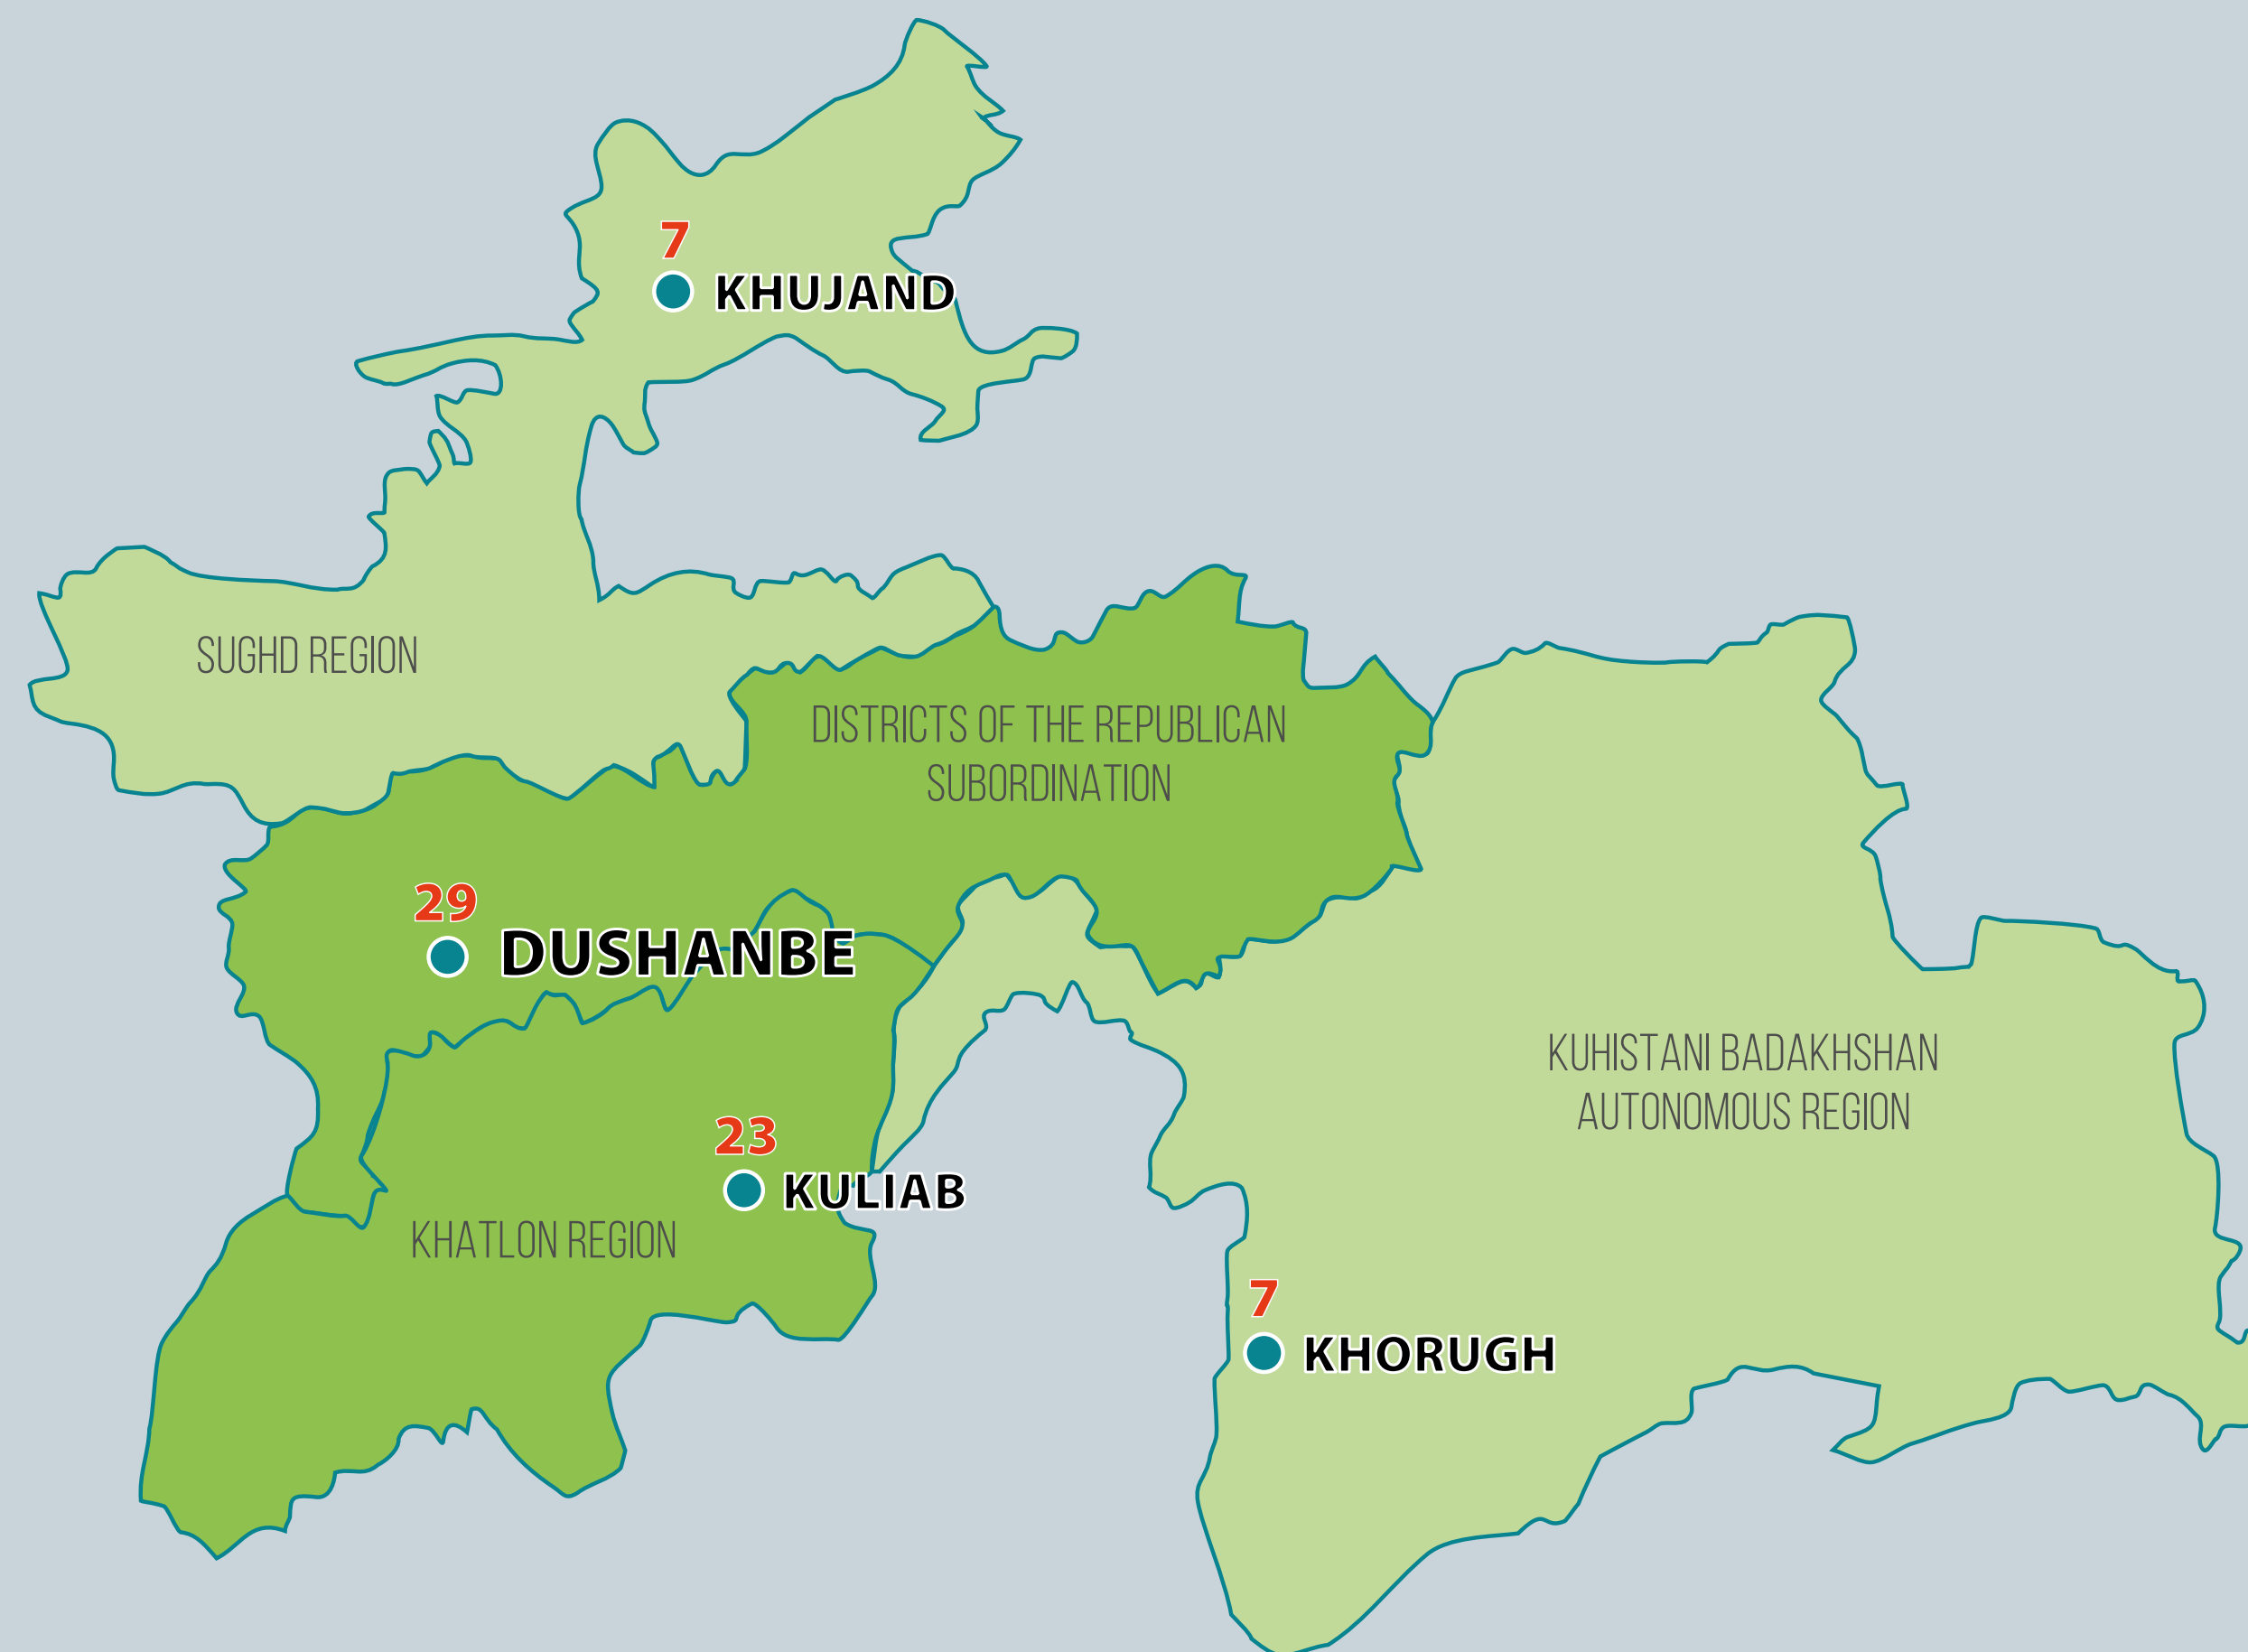 7
KHUJAND
SUGHD REGION
DISTRICTS OF THE REPUBLICAN
SUBORDINATION
29
DUSHANBE
KUHISTANI BADAKHSHAN
AUTONOMOUS REGION
23
KULIAB
KHATLON REGION
7
KHORUGH